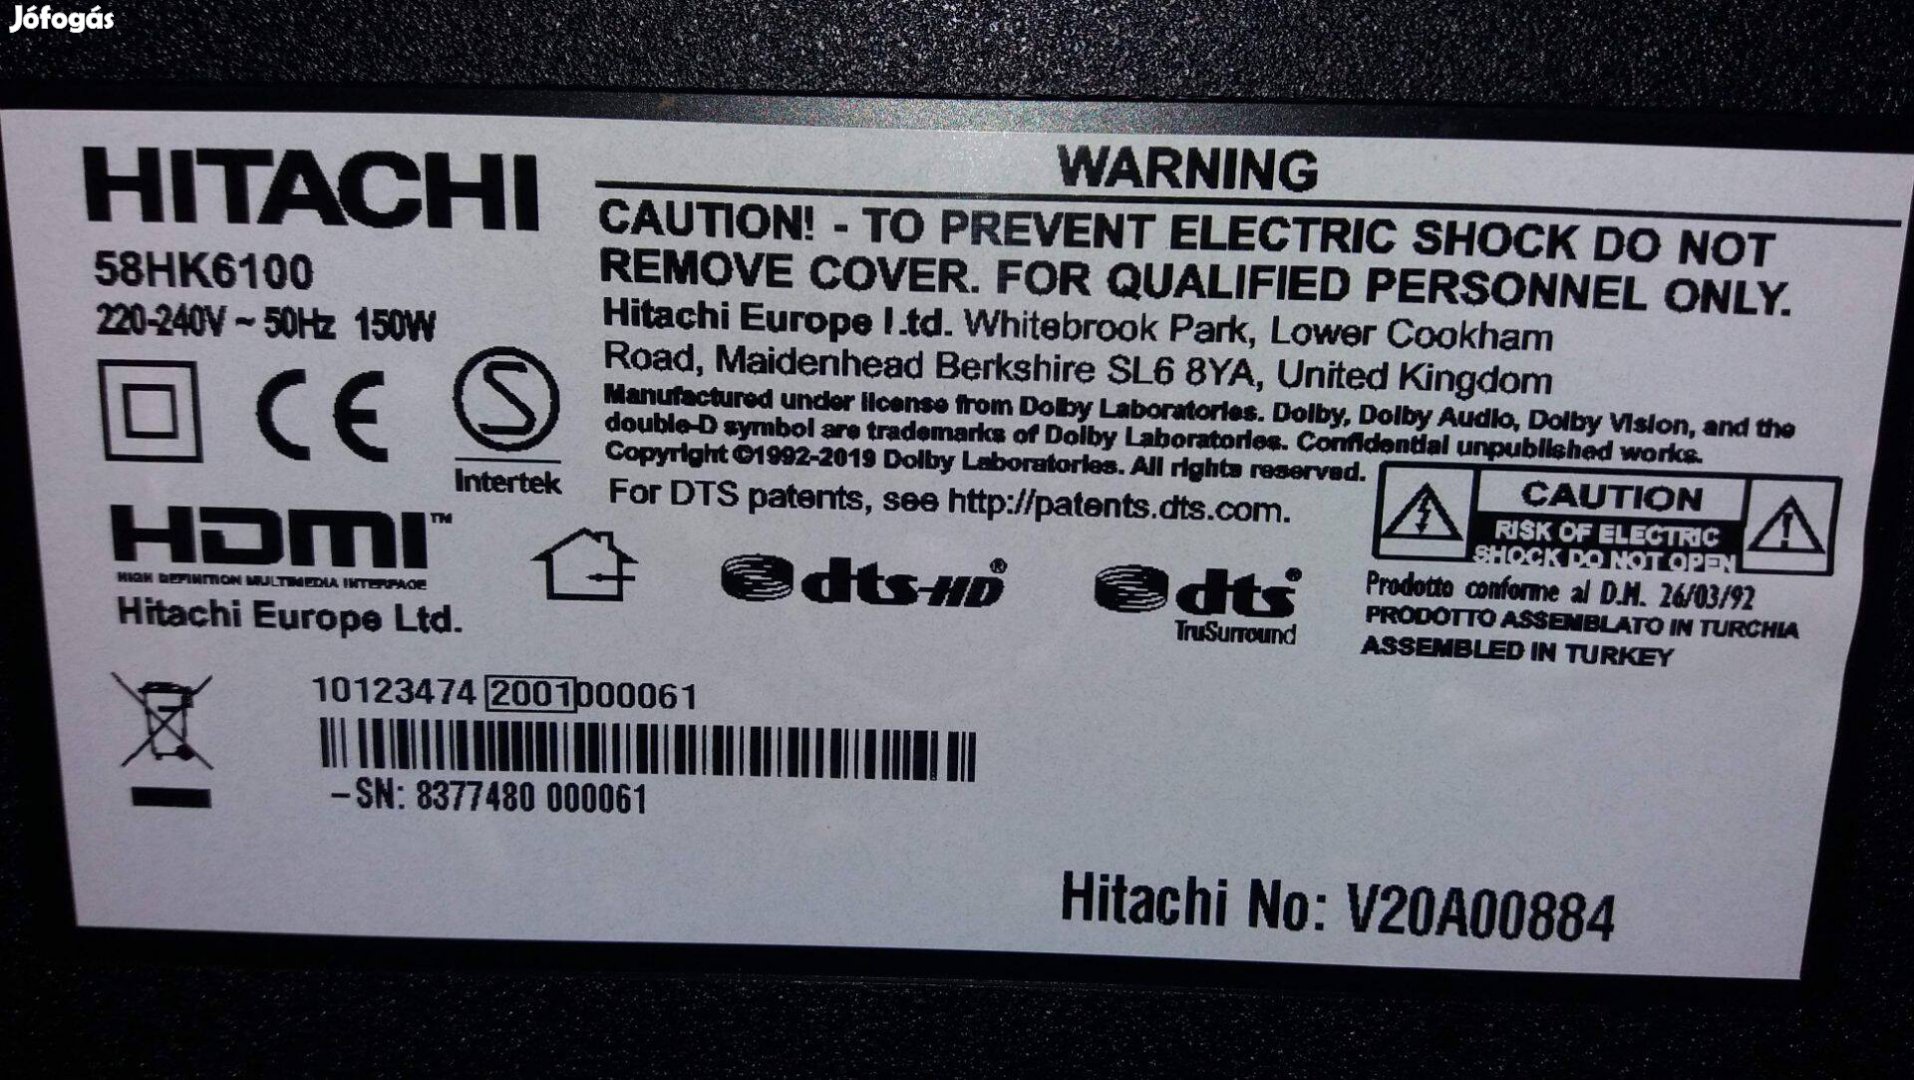 Jófogás
HITACHI
58HK6100
220-240V ~ 50Hz 150W
CE
S
Intertek
HDMI™
HIGH DEFINITION MULTIMEDIA INTERFACE
Hitachi Europe Ltd.
WARNING
CAUTION! - TO PREVENT ELECTRIC SHOCK DO NOT
REMOVE COVER. FOR QUALIFIED PERSONNEL ONLY.
Hitachi Europe Ltd. Whitebrook Park, Lower Cookham
Road, Maidenhead Berkshire SL6 8YA, United Kingdom
Manufactured under license from Dolby Laboratories. Dolby, Dolby Audio, Dolby Vision, and the
double-D symbol are trademarks of Dolby Laboratories. Confidential unpublished works.
Copyright ©1992-2019 Dolby Laboratories. All rights reserved.
For DTS patents, see http://patents.dts.com.
CAUTION
RISK OF ELECTRIC
SHOCK DO NOT OPEN
dts-HD®
dts®
TruSurround
Prodotto conforme al D.M. 26/03/92
PRODOTTO ASSEMBLATO IN TURCHIA
ASSEMBLED IN TURKEY
10123474 2001000061
–SN: 8377480 000061
Hitachi No: V20A00884